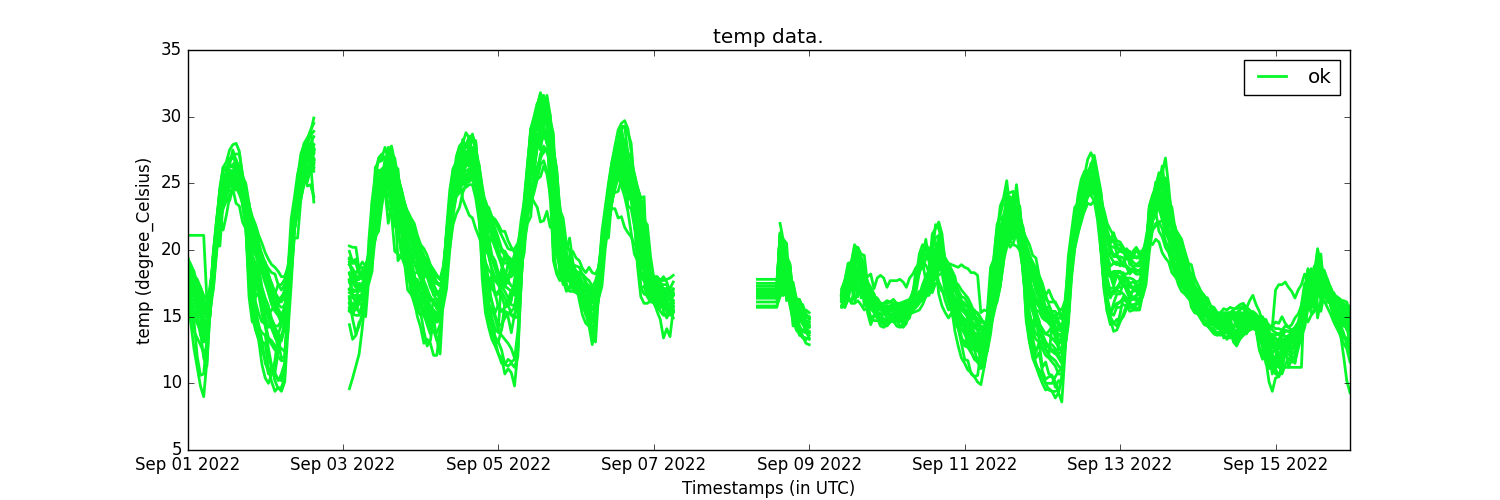 temp data.
ok
35
30
25
20
15
10
5
temp (degree_Celsius)
Sep 01 2022 Sep 03 2022 Sep 05 2022 Sep 07 2022 Sep 09 2022 Sep 11 2022 Sep 13 2022 Sep 15 2022
Timestamps (in UTC)